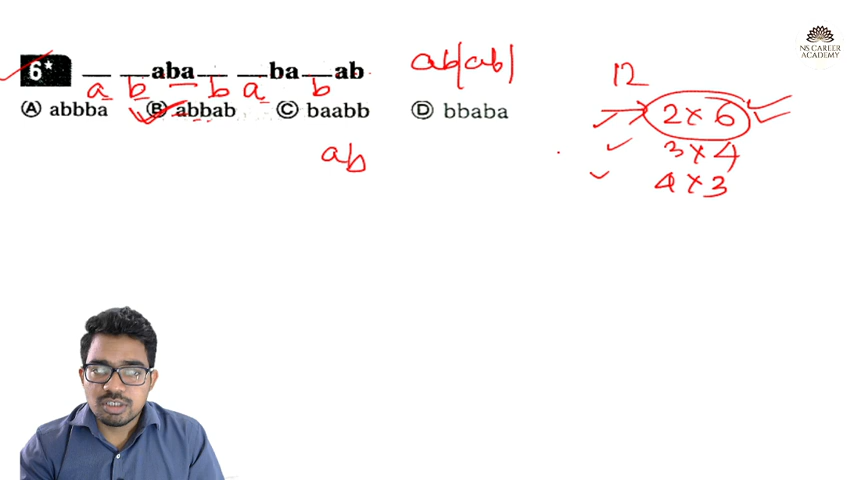 NS CAREER
ACADEMY
6* __ __aba__ __ba__ab
a b b a b
ab|ab|
12
(A) abbba (B) abbab (C) baabb (D) bbaba
2 x 6
3 x 4
4 x 3
ab